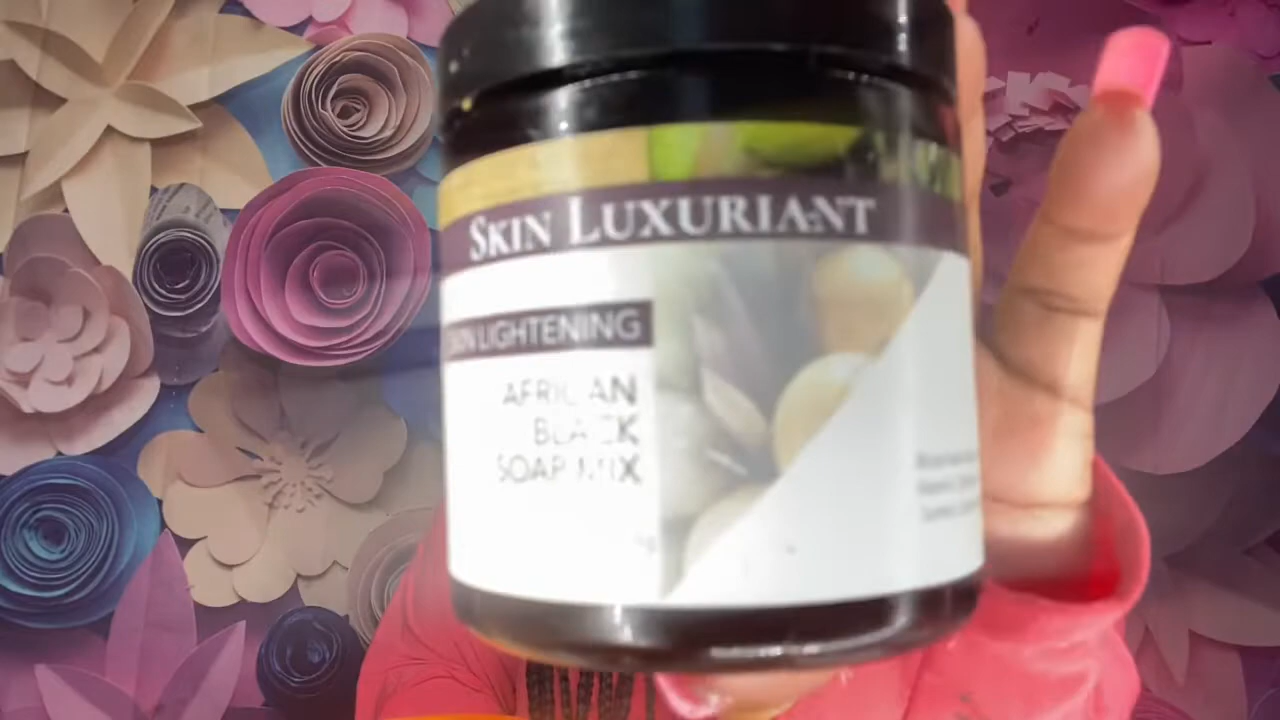 SKIN LUXURIANT
SKIN LIGHTENING
AFRICAN
BLACK
SOAP MIX